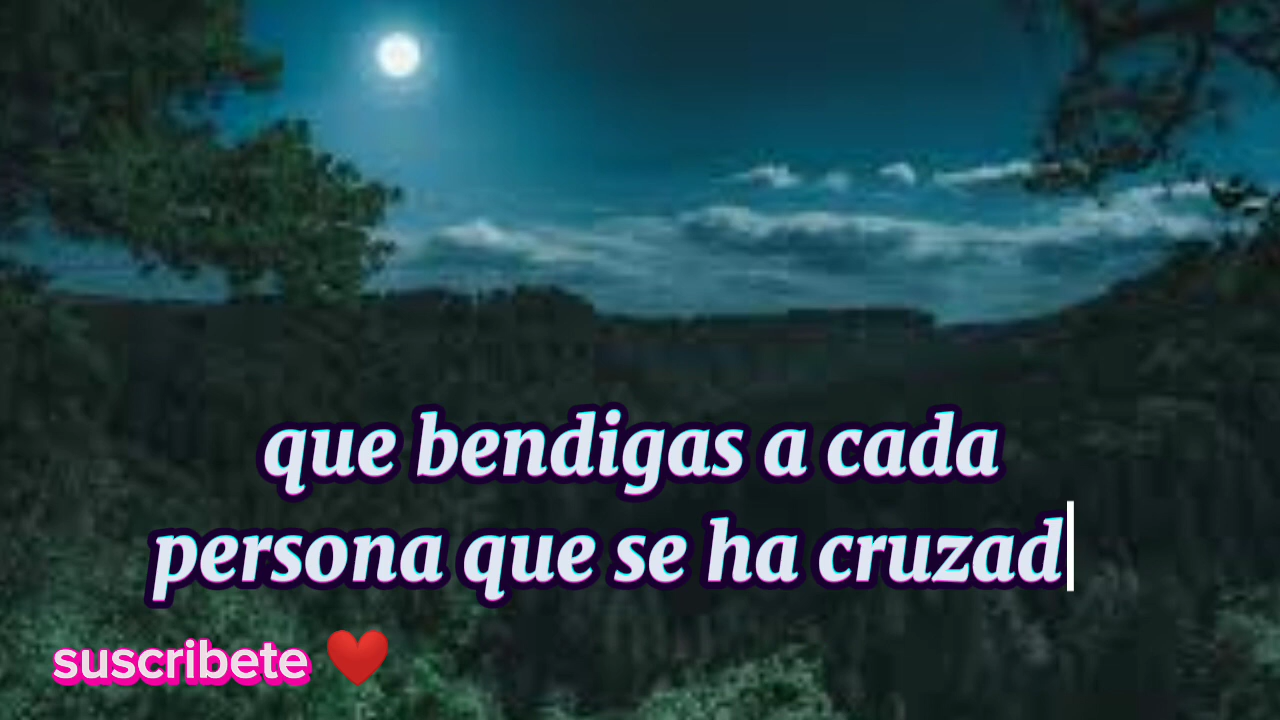 que bendigas a cada
persona que se ha cruzad
suscribete ❤️